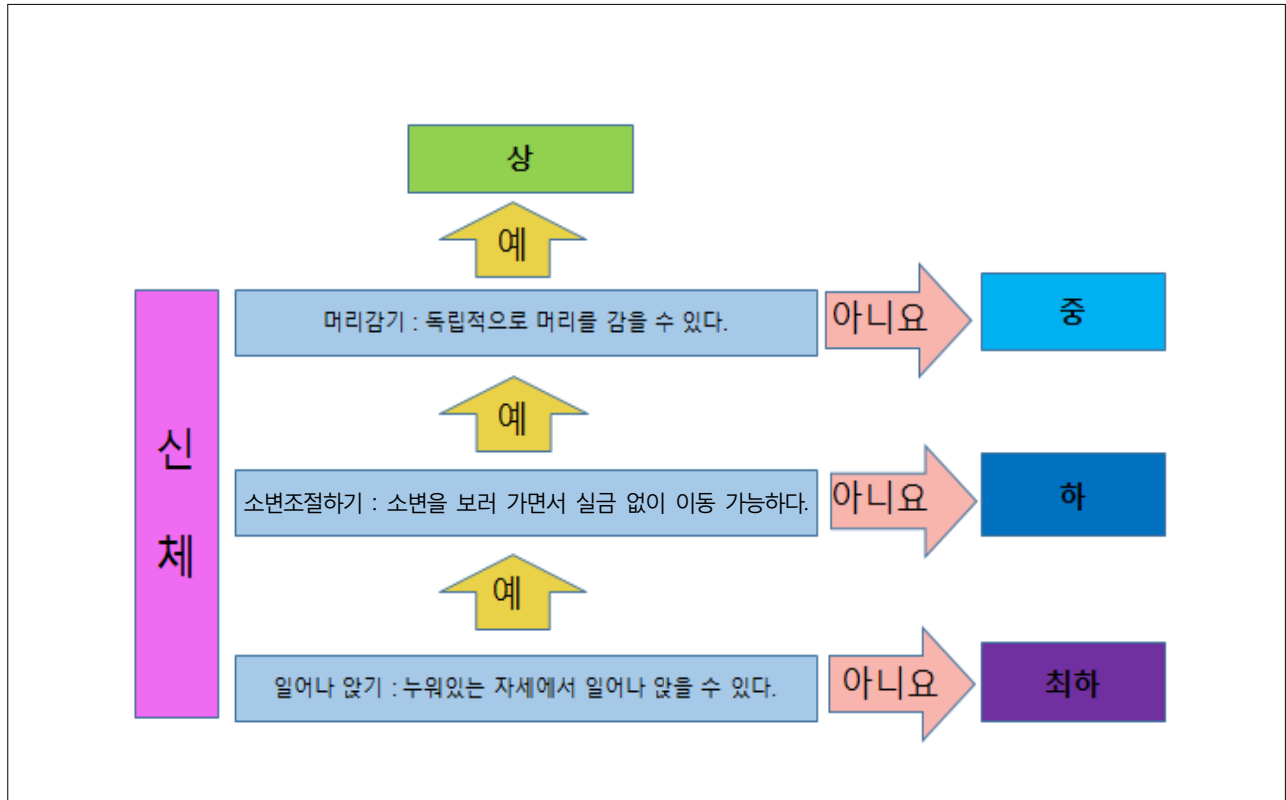 상
예
머리감기 : 독립적으로 머리를 감을 수 있다.
아니요
중
예
신
체
소변조절하기 : 소변을 보러 가면서 실금 없이 이동 가능하다.
아니요
하
예
일어나 앉기 : 누워있는 자세에서 일어나 앉을 수 있다.
아니요
최하